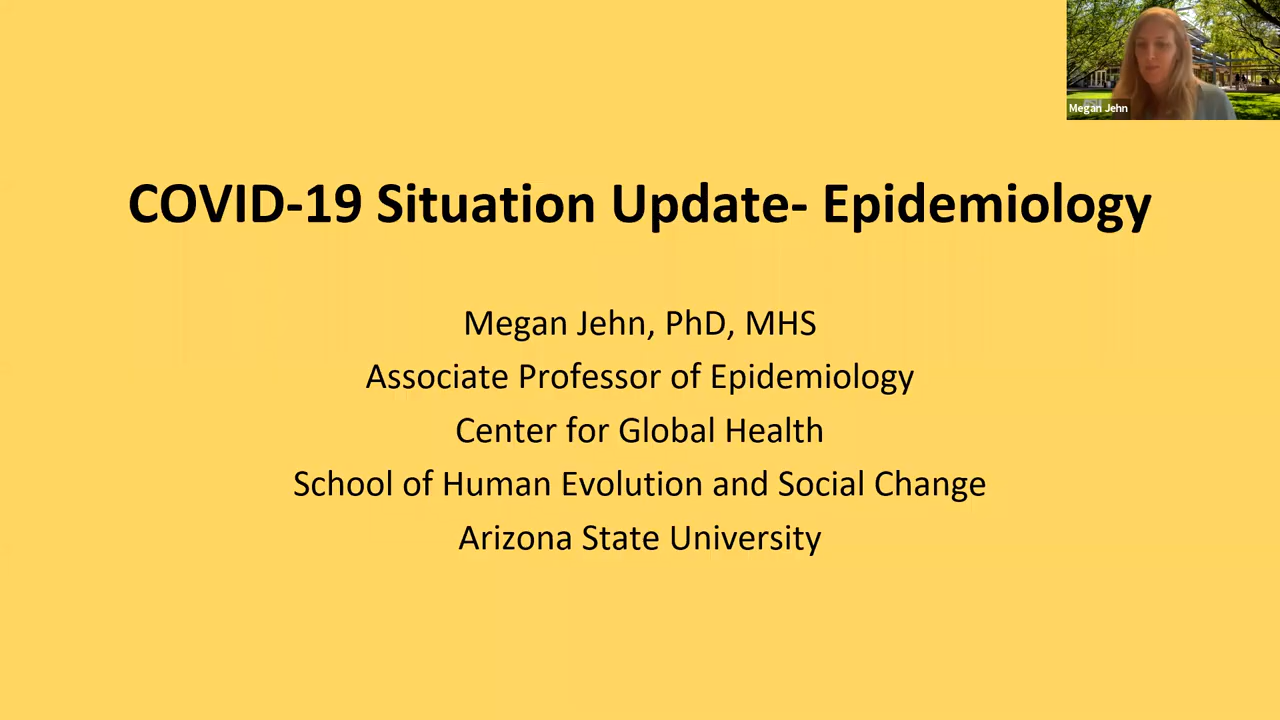 Megan Jehn
COVID-19 Situation Update- Epidemiology
Megan Jehn, PhD, MHS
Associate Professor of Epidemiology
Center for Global Health
School of Human Evolution and Social Change
Arizona State University